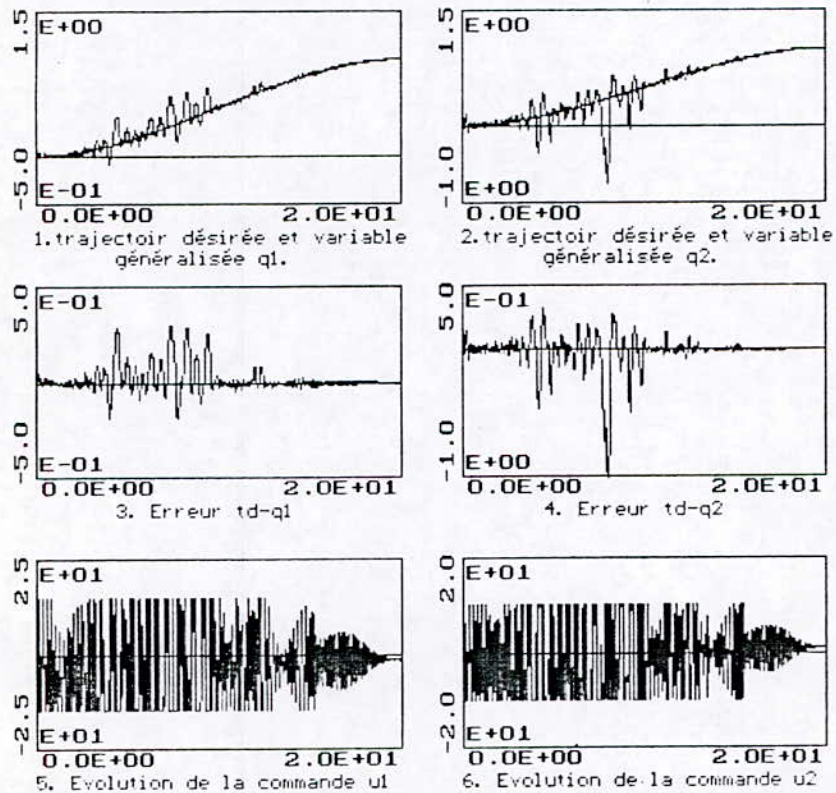 1.5
E+00
-5.0
E-01
0.0E+00 2.0E+01
1.trajectoir désirée et variable
généralisée q1.
1.5
E+00
-1.0
E+00
0.0E+00 2.0E+01
2.trajectoir désirée et variable
généralisée q2.
5.0
E-01
-5.0
E-01
0.0E+00 2.0E+01
3. Erreur td-q1
5.0
E-01
-1.0
E+00
0.0E+00 2.0E+01
4. Erreur td-q2
2.5
E+01
-2.5
E+01
0.0E+00 2.0E+01
5. Evolution de la commande u1
2.0
E+01
-2.0
E+01
0.0E+00 2.0E+01
6. Evolution de la commande u2